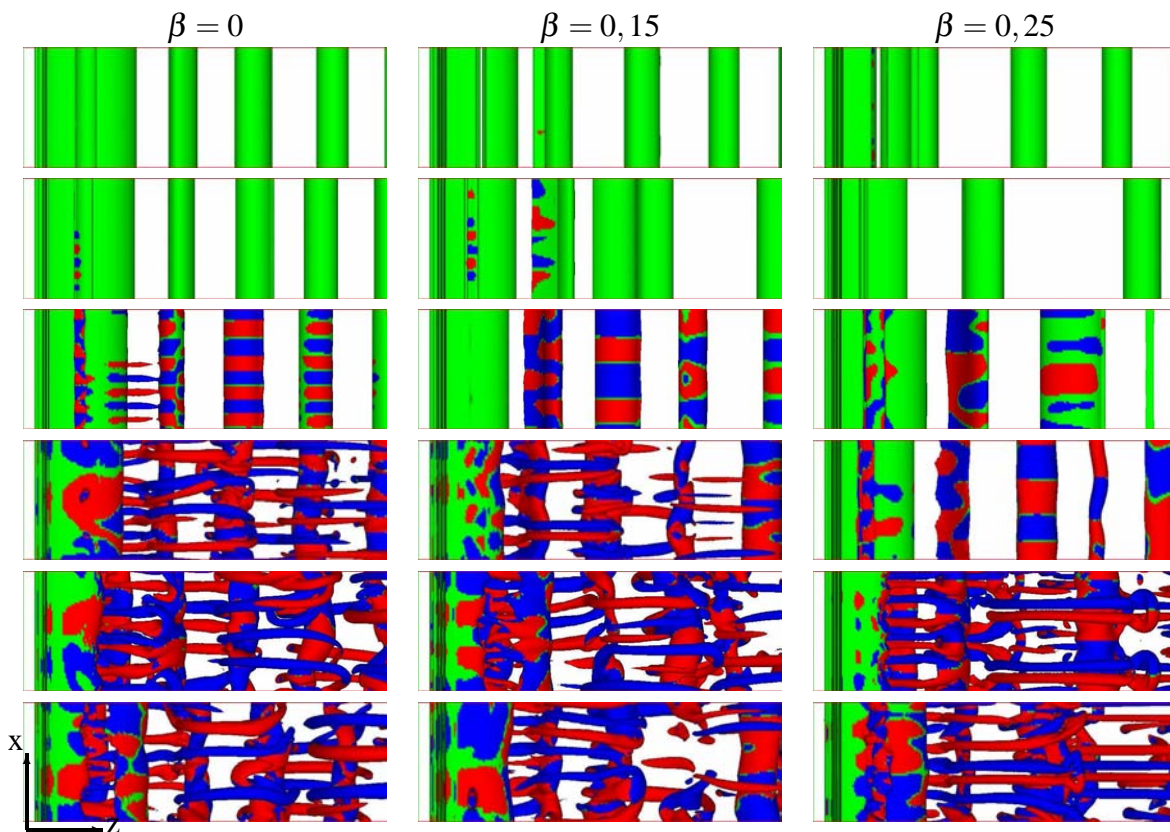 β = 0
β = 0, 15
β = 0, 25
x
z